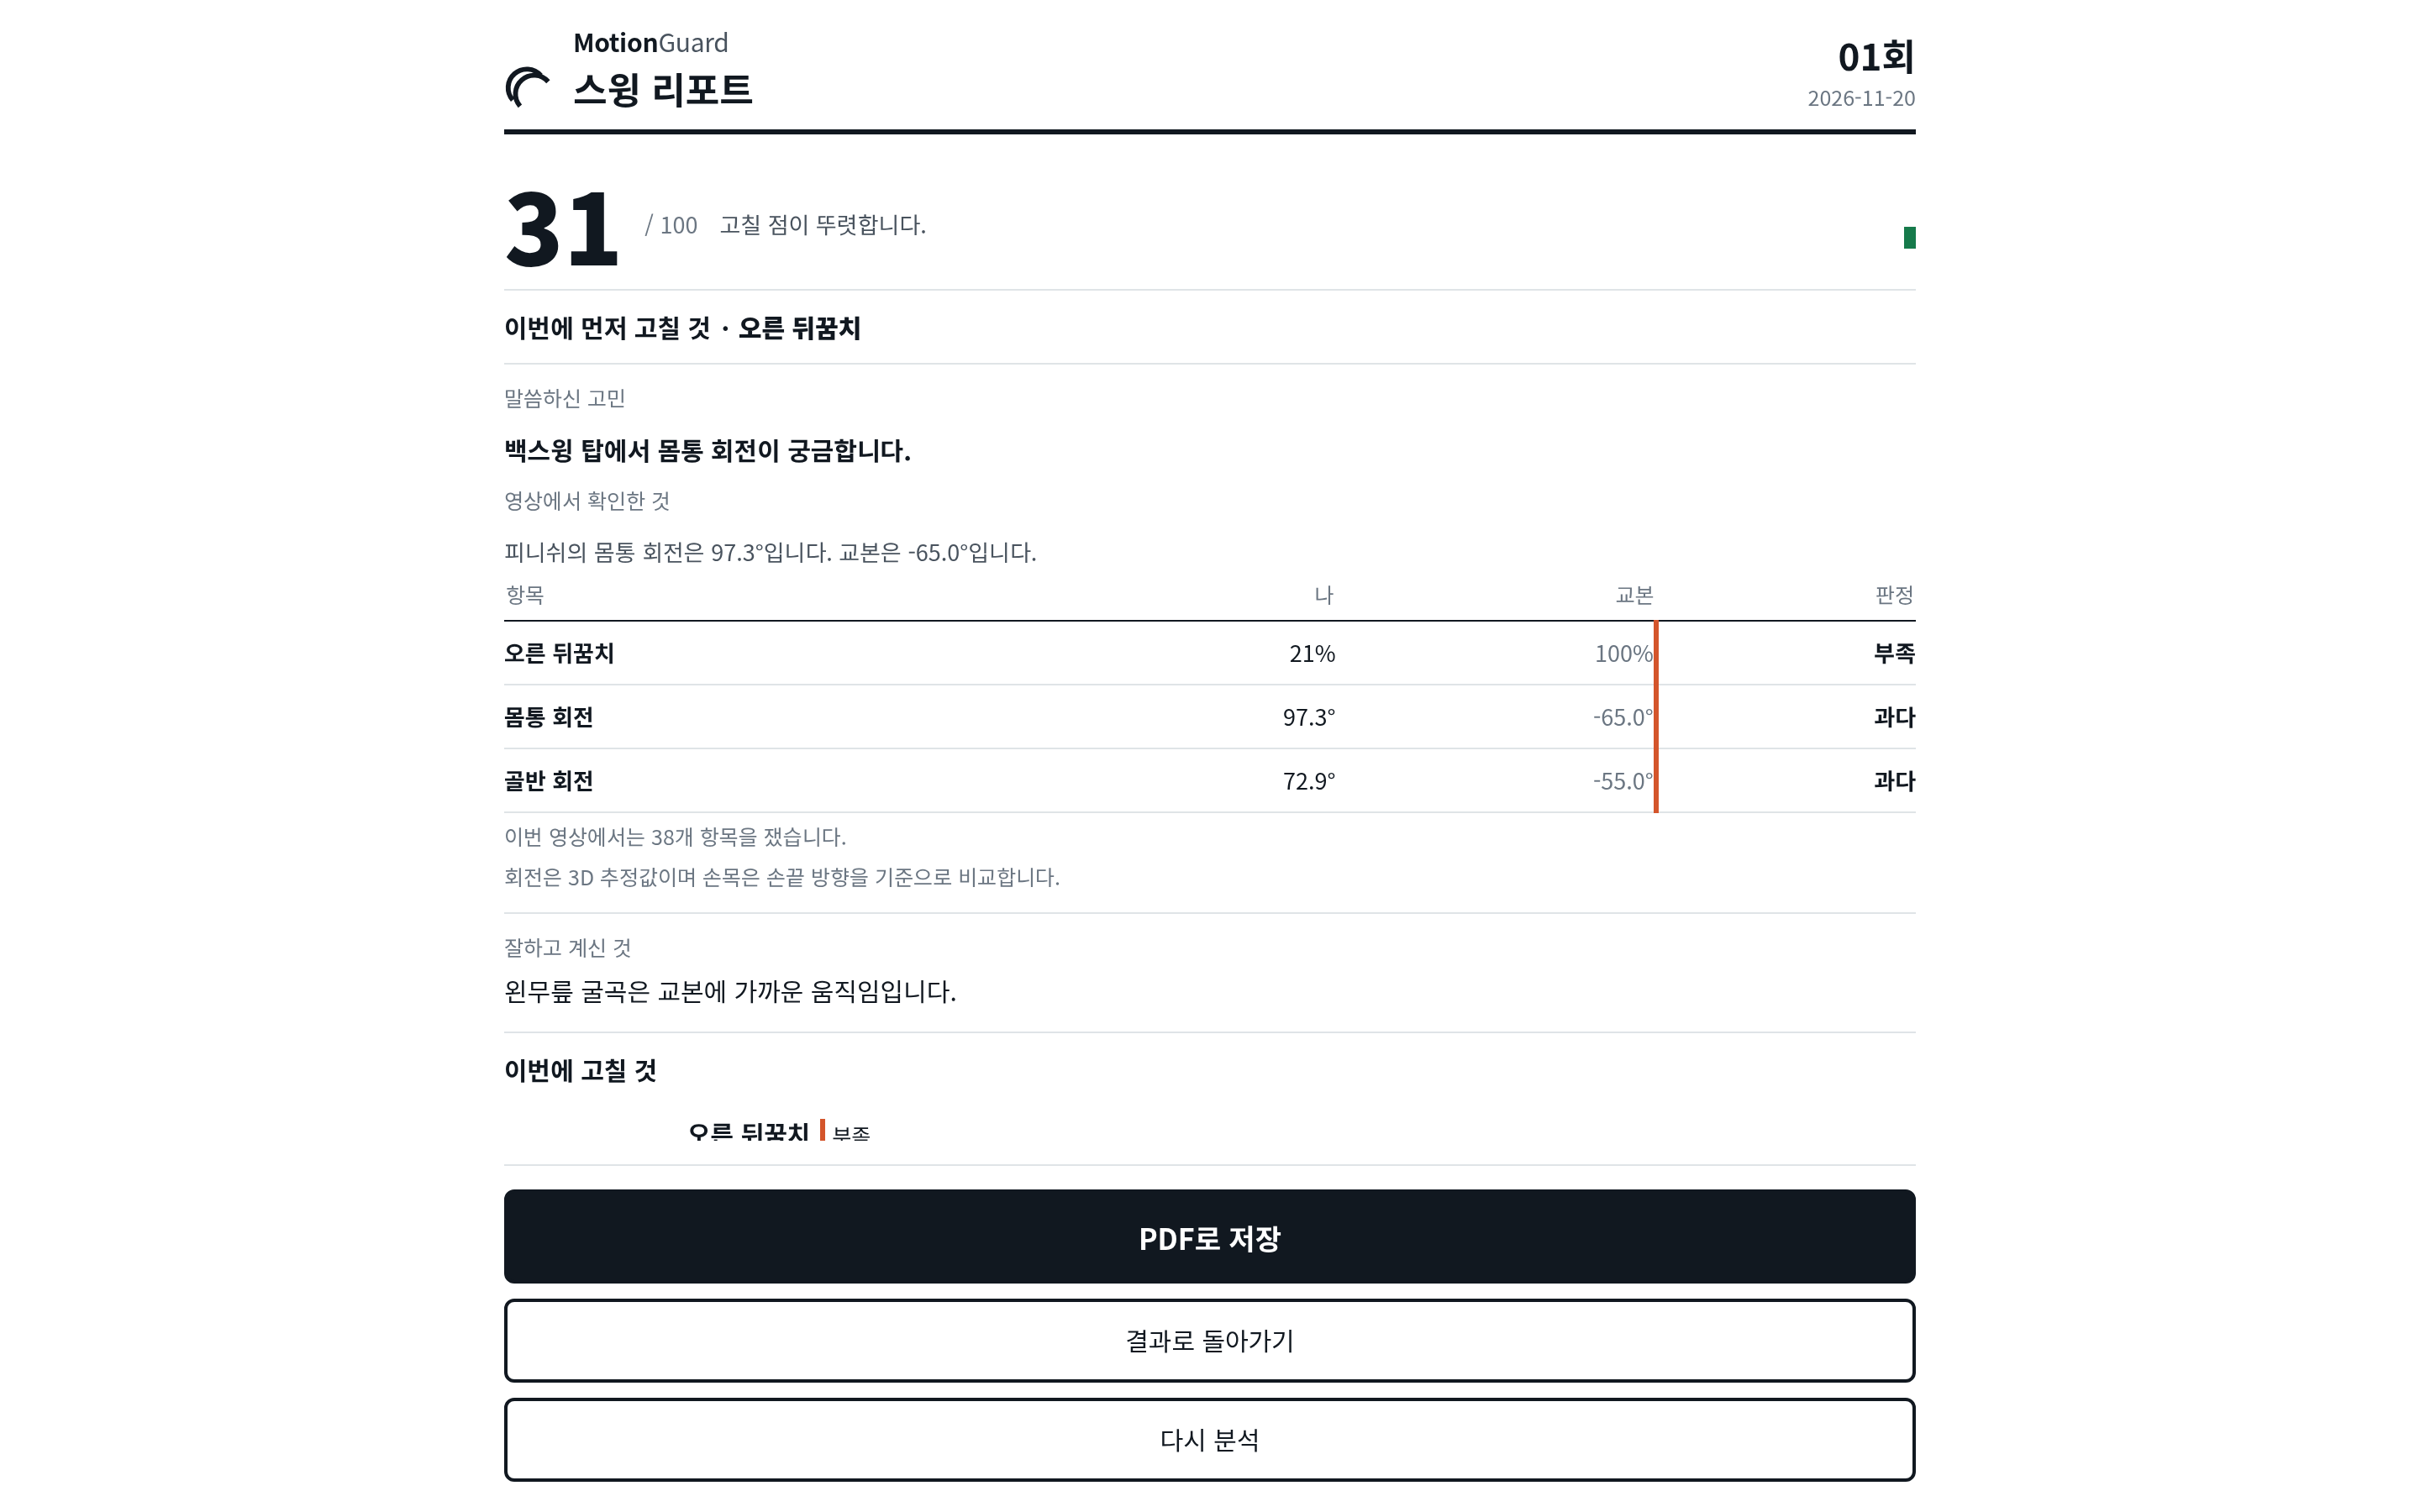 MotionGuard
스윙 리포트
01회
2026-11-20
31 / 100 고칠 점이 뚜렷합니다.
이번에 먼저 고칠 것 · 오른 뒤꿈치
말씀하신 고민
백스윙 탑에서 몸통 회전이 궁금합니다.
영상에서 확인한 것
피니쉬의 몸통 회전은 97.3°입니다. 교본은 -65.0°입니다.
항목 나 교본 판정
오른 뒤꿈치 21% 100% 부족
몸통 회전 97.3° -65.0° 과다
골반 회전 72.9° -55.0° 과다
이번 영상에서는 38개 항목을 쟀습니다.
회전은 3D 추정값이며 손목은 손끝 방향을 기준으로 비교합니다.
잘하고 계신 것
왼무릎 굴곡은 교본에 가까운 움직임입니다.
이번에 고칠 것
오른 뒤꿈치 부족
PDF로 저장
결과로 돌아가기
다시 분석